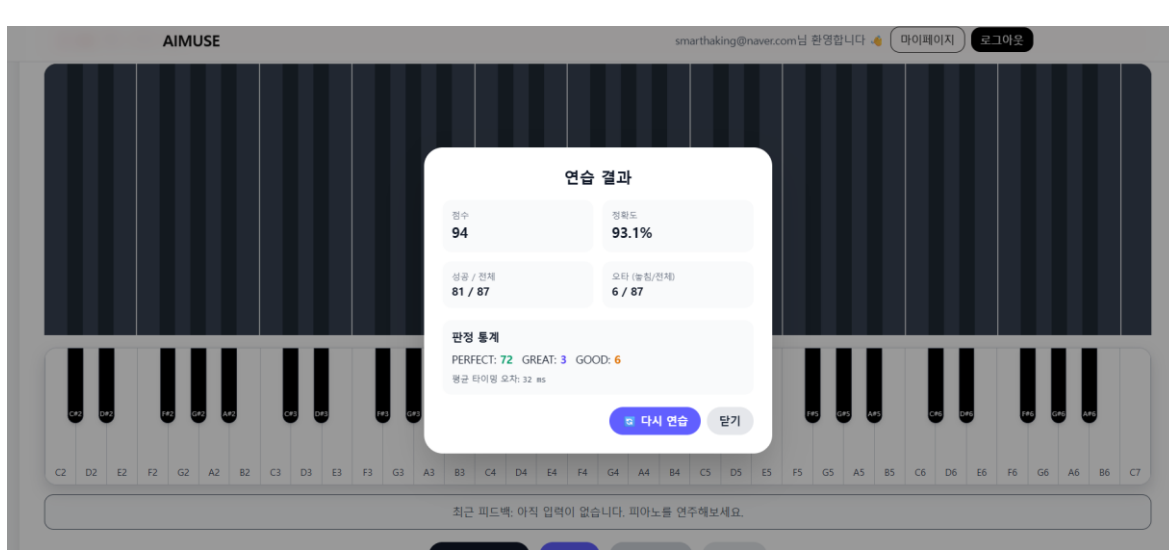 AIMUSE
smarthaking@naver.com님 환영합니다 👋 마이페이지 로그아웃
연습 결과
점수 정확도
94 93.1%
성공 / 전체 오타 (놓침/전체)
81 / 87 6 / 87
판정 통계
PERFECT: 72 GREAT: 3 GOOD: 6
평균 타이밍 오차: 32 ms
다시 연습 닫기
C#2 D#2 F#2 G#2 A#2 C#3 D#3 F#3 G#3 F#5 G#5 A#5 C#6 D#6 F#6 G#6 A#6
C2 D2 E2 F2 G2 A2 B2 C3 D3 E3 F3 G3 A3 B3 C4 D4 E4 F4 G4 A4 B4 C5 D5 E5 F5 G5 A5 B5 C6 D6 E6 F6 G6 A6 B6 C7
최근 피드백: 아직 입력이 없습니다. 피아노를 연주해보세요.